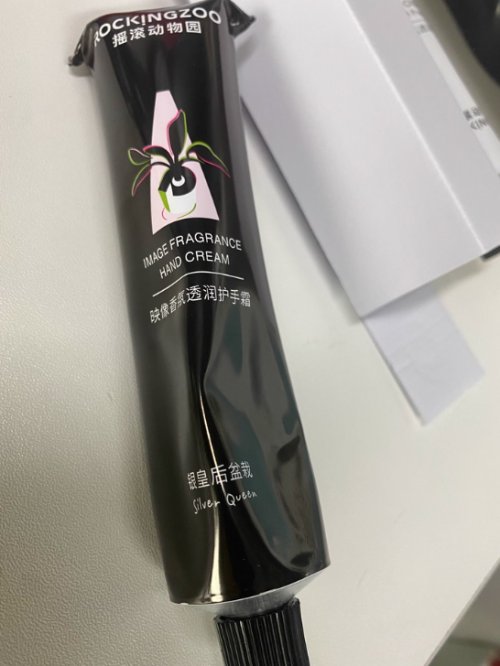 ROCKINGZOO
摇滚动物园
IMAGE FRAGRANCE
HAND CREAM
映像香氛透润护手霜
银皇后盆栽
Silver Queen